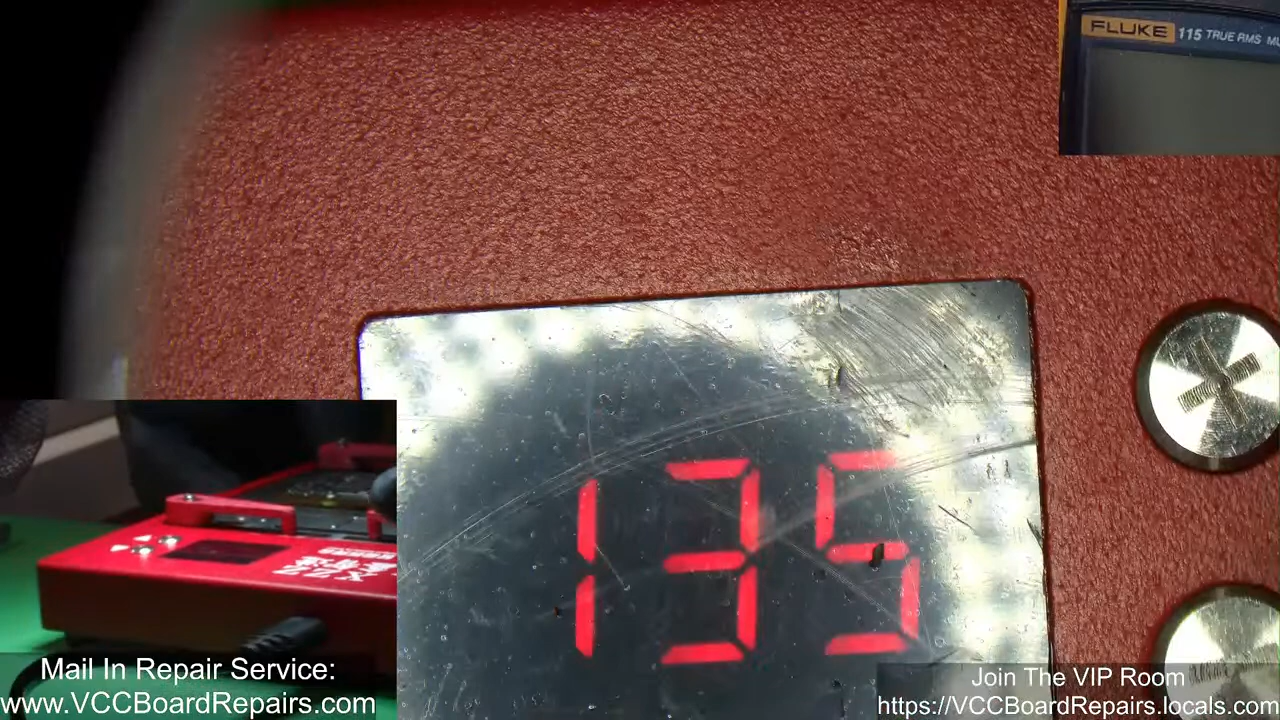 FLUKE 115 TRUE RMS
135
Mail In Repair Service:
www.VCCBoardRepairs.com
Join The VIP Room
https://VCCBoardRepairs.locals.com